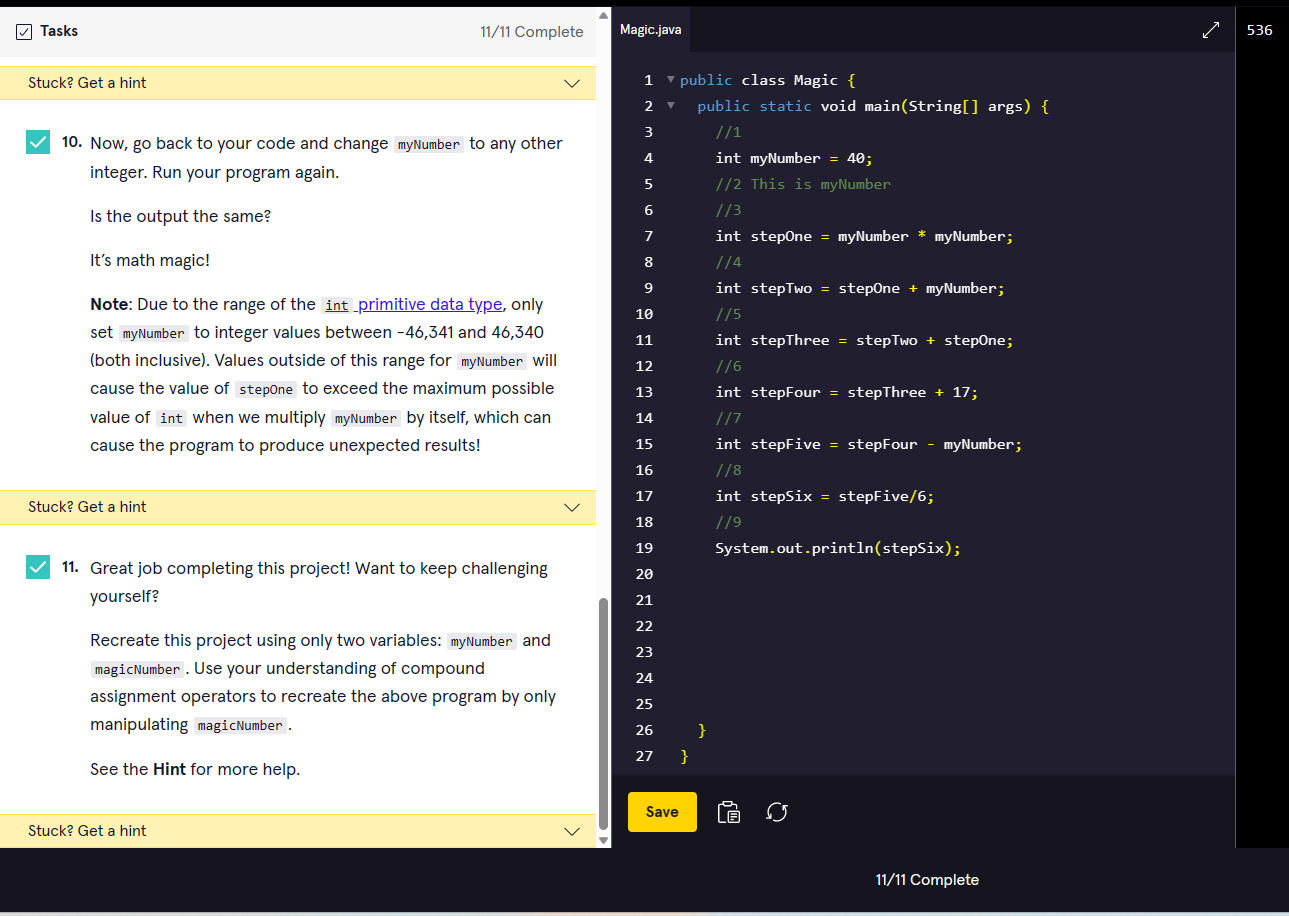 Tasks
11/11 Complete
Stuck? Get a hint
10. Now, go back to your code and change myNumber to any other
integer. Run your program again.
Is the output the same?
It's math magic!
Note: Due to the range of the int primitive data type, only
set myNumber to integer values between -46,341 and 46,340
(both inclusive). Values outside of this range for myNumber will
cause the value of stepOne to exceed the maximum possible
value of int when we multiply myNumber by itself, which can
cause the program to produce unexpected results!
Stuck? Get a hint
11. Great job completing this project! Want to keep challenging
yourself?
Recreate this project using only two variables: myNumber and
magicNumber. Use your understanding of compound
assignment operators to recreate the above program by only
manipulating magicNumber.
See the Hint for more help.
Stuck? Get a hint
Magic.java
1 public class Magic {
2 public static void main(String[] args) {
3 //1
4 int myNumber = 40;
5 //2 This is myNumber
6 //3
7 int stepOne = myNumber * myNumber;
8 //4
9 int stepTwo = stepOne + myNumber;
10 //5
11 int stepThree = stepTwo + stepOne;
12 //6
13 int stepFour = stepThree + 17;
14 //7
15 int stepFive = stepFour - myNumber;
16 //8
17 int stepSix = stepFive/6;
18 //9
19 System.out.println(stepSix);
20
21
22
23
24
25
26 }
27 }
Save
536
11/11 Complete